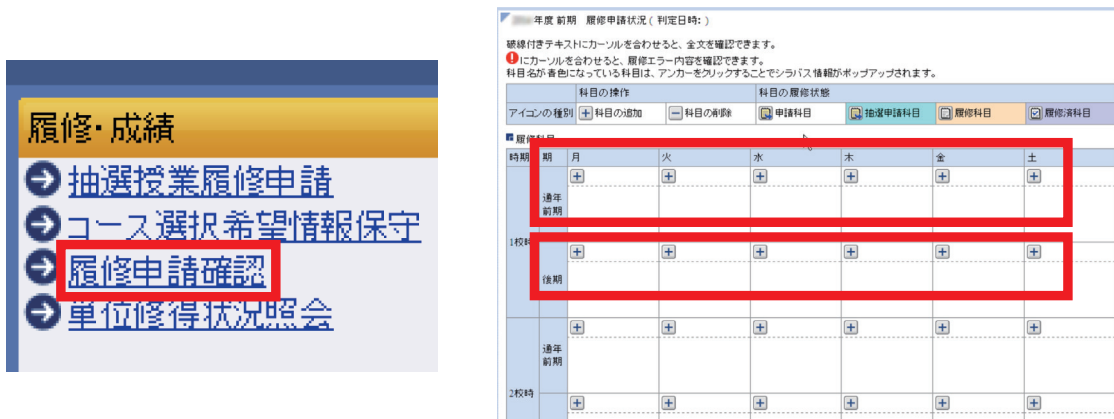 履修・成績
抽選授業履修申請
コース選択希望情報保守
履修申請確認
単位修得状況照会
年度 前期 履修申請状況 ( 判定日時: )
破線付きテキストにカーソルを合わせると、全文を確認できます。
にカーソルを合わせると、履修エラー内容を確認できます。
科目名が青色になっている科目は、アンカーをクリックすることでシラバス情報がポップアップされます。
科目の操作 科目の履修状態
アイコンの種別 科目の追加 科目の削除 申請科目 抽選申請科目 履修科目 履修済科目
履修科目
時期 期 月 火 水 木 金 土
通年
前期
1校時
後期
通年
前期
2校時